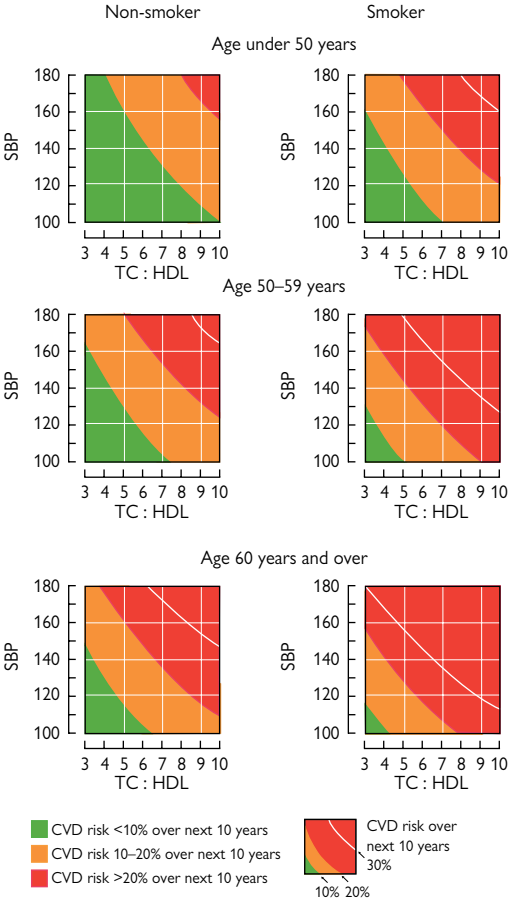 Non-smoker Smoker
Age under 50 years
180 180
160 160
SBP 140 SBP 140
120 120
100 100
3 4 5 6 7 8 9 10 3 4 5 6 7 8 9 10
TC : HDL TC : HDL
Age 50–59 years
180 180
160 160
SBP 140 SBP 140
120 120
100 100
3 4 5 6 7 8 9 10 3 4 5 6 7 8 9 10
TC : HDL TC : HDL
Age 60 years and over
180 180
160 160
SBP 140 SBP 140
120 120
100 100
3 4 5 6 7 8 9 10 3 4 5 6 7 8 9 10
TC : HDL TC : HDL
CVD risk <10% over next 10 years
CVD risk 10–20% over next 10 years
CVD risk >20% over next 10 years
CVD risk over
next 10 years
30%
10% 20%